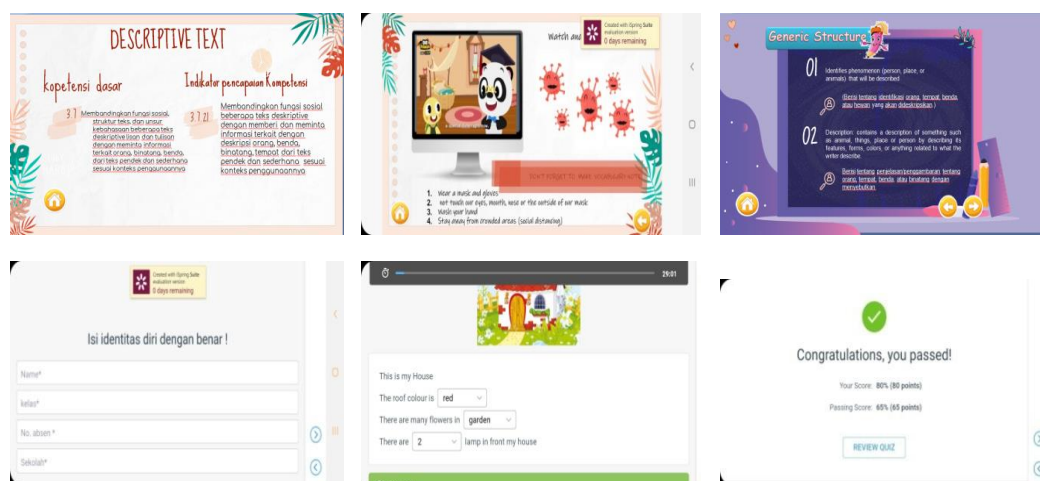 DESCRIPTIVE TEXT
kopetensi dasar
3.7 Membandingkan fungsi sosial,
struktur teks, dan unsur
kebahasaan beberapa teks
deskriptive lisan dan tulisan
dengan meminta informasi
terkait orang, binatang, benda,
dari teks pendek dan sederhana
sesuai konteks penggunaannya
Indikator pencapaian Kompetensi
3.7.21 Membandingkan fungsi sosial
beberapa teks deskriptive
dengan memberi dan meminta
informasi terkait dengan
deskripsi orang, benda,
binatang, tempat dari teks
pendek dan sederhana sesuai
konteks penggunaannya
Watch and
Created with iSpring Suite
evaluation version
0 days remaining
DON'T FORGET TO MAKE
1. Wear a mask and gloves
2. not touch our eyes, mouth, nose or the outside of our mask
3. Wash your hand
4. Stay away from crowded areas (social distancing)
Generic Structure
01 Identifies phenomenon (person, place, or
animals) that will be described.
(Berisi tentang identifikasi orang, tempat, benda,
atau hewan yang akan dideskripsikan.)
02 Description: contains a description of something such
as animal, things, place or person by describing its
features, forms, colors, or anything related to what the
writer describe.
Berisi tentang penjelasan/penggambaran tentang
orang, tempat, benda, atau binatang dengan
menyebutkan.
Created with iSpring Suite
evaluation version
0 days remaining
Isi identitas diri dengan benar !
Name*
kelas*
No. absen *
Sekolah*
29:01
This is my House
The roof colour is red
There are many flowers in garden
There are 2 lamp in front my house
Congratulations, you passed!
Your Score: 80% (80 points)
Passing Score: 65% (65 points)
REVIEW QUIZ